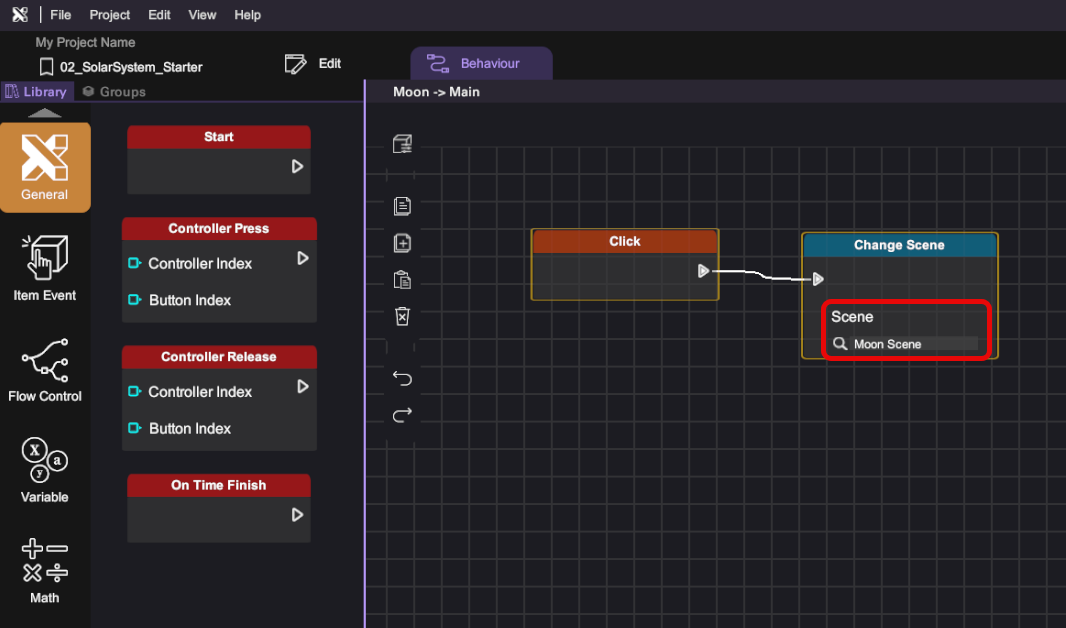 File Project Edit View Help
My Project Name
02_SolarSystem_Starter
Edit
Behaviour
Library Groups
Moon -> Main
General
Item Event
Flow Control
X a y
Variable
Math
Start
Controller Press
Controller Index
Button Index
Controller Release
Controller Index
Button Index
On Time Finish
Click
Change Scene
Scene
Moon Scene